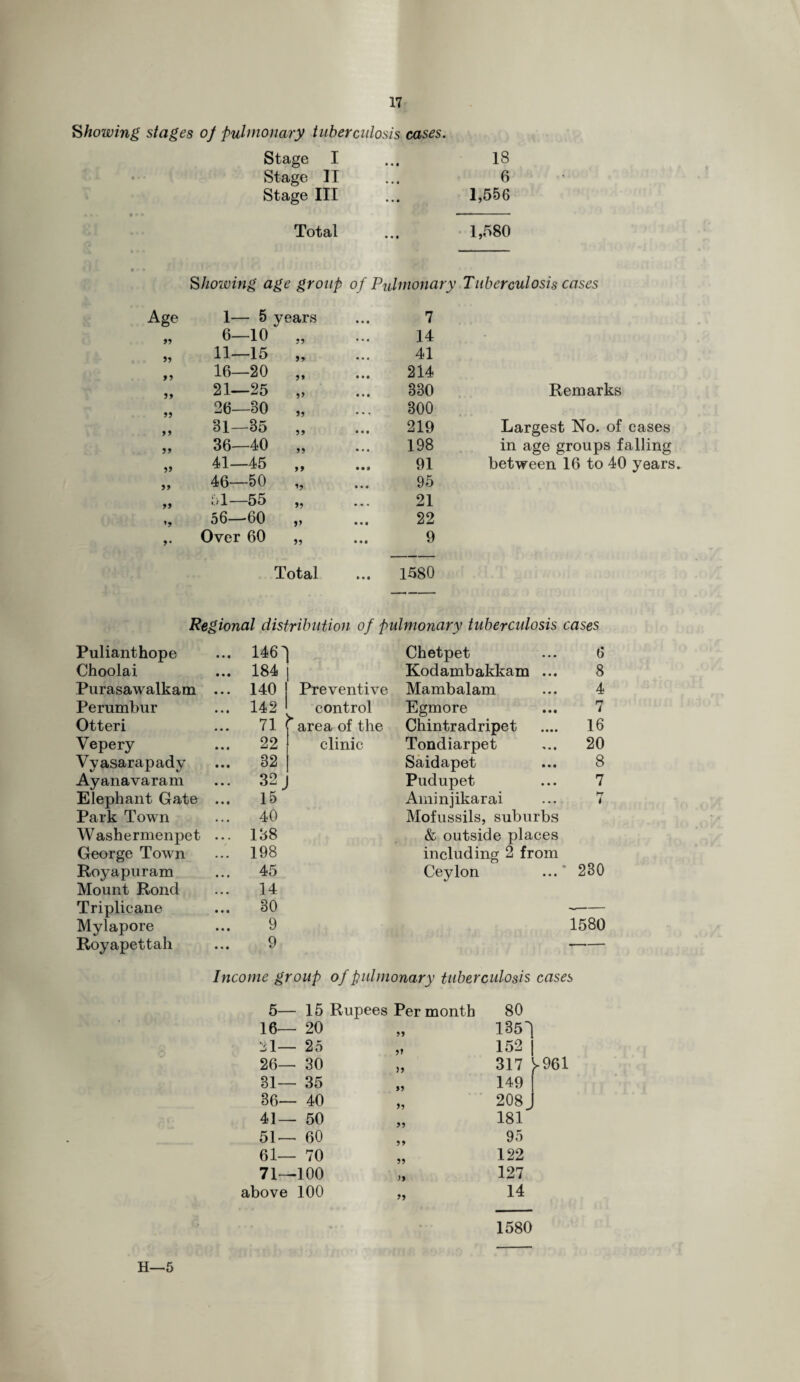 17
Showing stages of pulmonary tuberculosis cases.
Stage I ... 18
Stage II ... 6
Stage III ... 1,556
Total ... 1,580
Showing age group of Pulmonary Tuberculosis cases
Age 1— 5 years ... 7
„ 6—10 „ ... 14
„ 11—15 „ ... 41
„ 16—20 „ ... 214
„ 21—25 „ ... 330 Remarks
„ 26—30 „ ... 300
„ 31—35 „ ... 219 Largest No. of cases
„ 36—40 „ ... 198 in age groups falling
„ 41—45 „ ... 91 between 16 to 40 years.
„ 46—50 „ ... 95
„ 51—55 „ ... 21
„ 56—60 „ ... 22
„ Over 60 „ ... 9
Total ... 1580
Regional distribution of pulmonary tuberculosis cases
Pulianthope ... 146 Chetpet ... 6
Choolai ... 184 Kodambakkam ... 8
Purasawalkam ... 140 Preventive Mambalam ... 4
Perumbur ... 142 control Egmore ... 7
Otteri ... 71 area of the Chintradripet .... 16
Vepery ... 22 clinic Tondiarpet ... 20
Vyasarapady ... 32 Saidapet ... 8
Ayanavaram ... 32 Pudupet ... 7
Elephant Gate ... 15 Aminjikarai ... 7
Park Town ... 40 Mofussils, suburbs
Washermenpet ... 138 & outside places
George Town ... 198 including 2 from
Royapuram ... 45 Ceylon ... 230
Mount Rond ... 14
Triplicane ... 30
Mylapore ... 9 1580
Royapettah ... 9
Income group of pulmonary tuberculosis cases
5— 15 Rupees Per month 80
16— 20 „ 135
21— 25 „ 152
26— 30 „ 317 961
31— 35 „ 149
36— 40 „ 208
41— 50 „ 181
51— 60 „ 95
61— 70 „ 122
71—100 „ 127
above 100 „ 14
1580
H—5